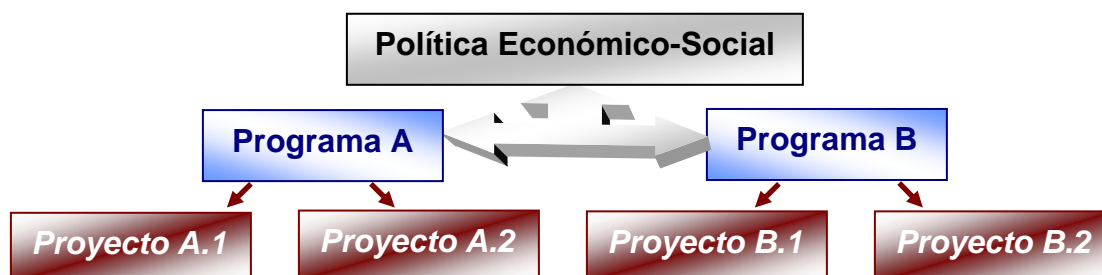 Política Económico-Social
Programa A
Programa B
Proyecto A.1
Proyecto A.2
Proyecto B.1
Proyecto B.2